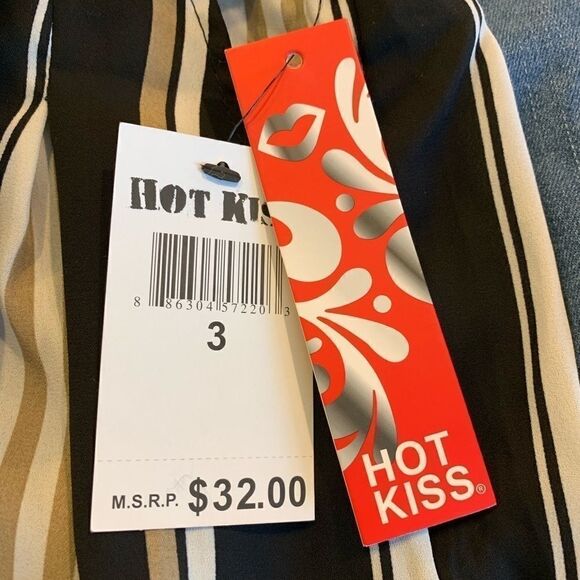 HOT KIS
8 86304 57220 3
3
M.S.R.P. $32.00
HOT
KISS®